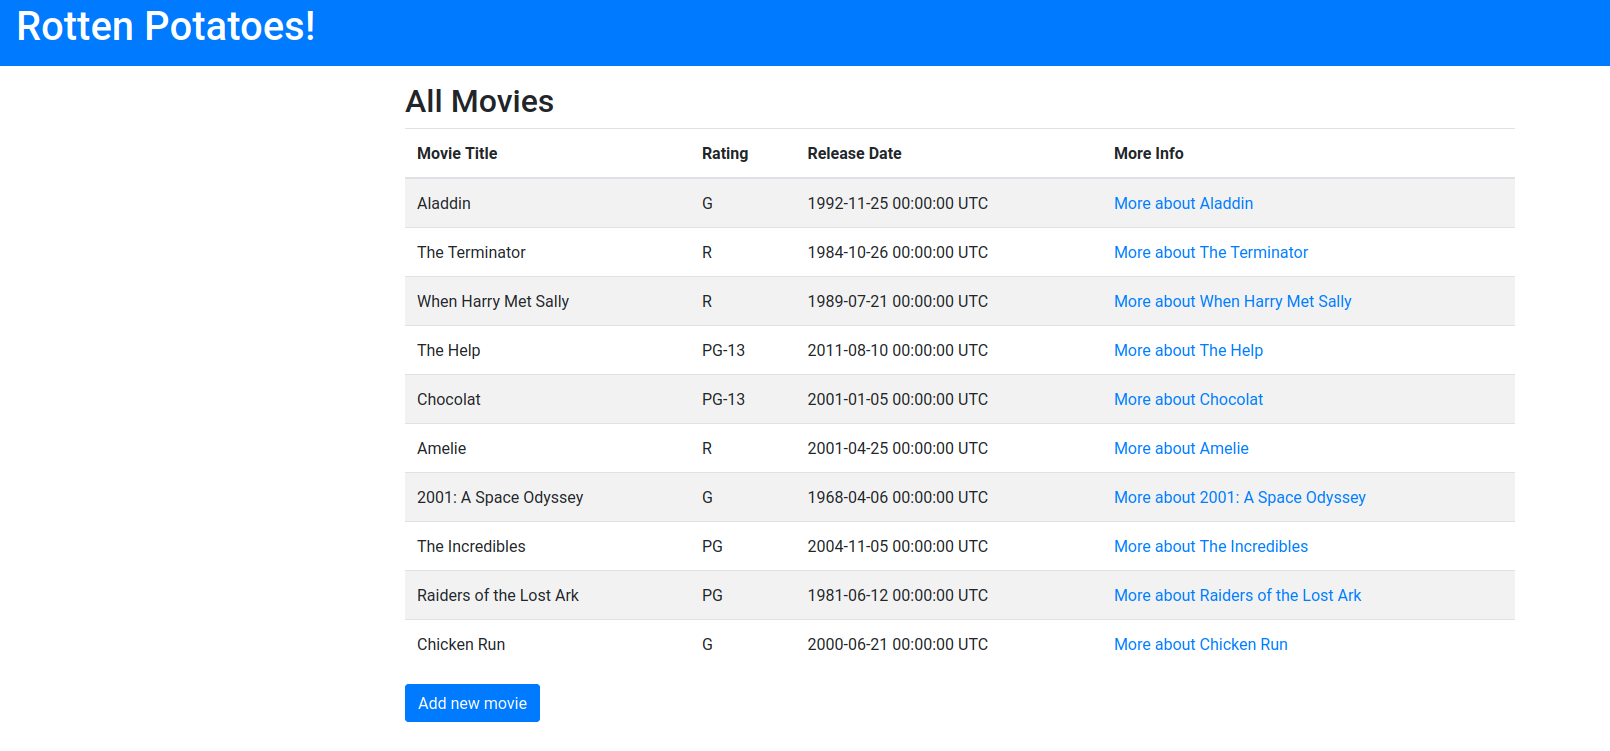 Rotten Potatoes!
All Movies
Movie Title Rating Release Date More Info
Aladdin G 1992-11-25 00:00:00 UTC More about Aladdin
The Terminator R 1984-10-26 00:00:00 UTC More about The Terminator
When Harry Met Sally R 1989-07-21 00:00:00 UTC More about When Harry Met Sally
The Help PG-13 2011-08-10 00:00:00 UTC More about The Help
Chocolat PG-13 2001-01-05 00:00:00 UTC More about Chocolat
Amelie R 2001-04-25 00:00:00 UTC More about Amelie
2001: A Space Odyssey G 1968-04-06 00:00:00 UTC More about 2001: A Space Odyssey
The Incredibles PG 2004-11-05 00:00:00 UTC More about The Incredibles
Raiders of the Lost Ark PG 1981-06-12 00:00:00 UTC More about Raiders of the Lost Ark
Chicken Run G 2000-06-21 00:00:00 UTC More about Chicken Run
Add new movie